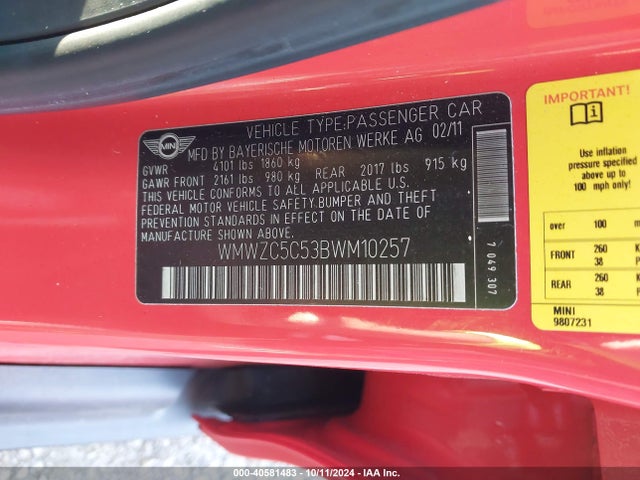 MINI
VEHICLE TYPE:PASSENGER CAR
MFD BY BAYERISCHE MOTOREN WERKE AG 02/11
GVWR 4101 lbs 1860 kg
GAWR FRONT 2161 lbs 980 kg REAR 2017 lbs 915 kg
THIS VEHICLE CONFORMS TO ALL APPLICABLE U.S.
FEDERAL MOTOR VEHICLE SAFETY.BUMPER AND THEFT
PREVENTION STANDARDS IN EFFECT ON THE DATE OF
MANUFACTURE SHOWN ABOVE.
WMWZC5C53BWM10257
7 049 307
IMPORTANT!
Use inflation
pressure specified
above up to
100 mph only!
over 100
FRONT 260
38
REAR 260
38
MINI
9807231
000-40581483 - 10/11/2024 - IAA Inc.